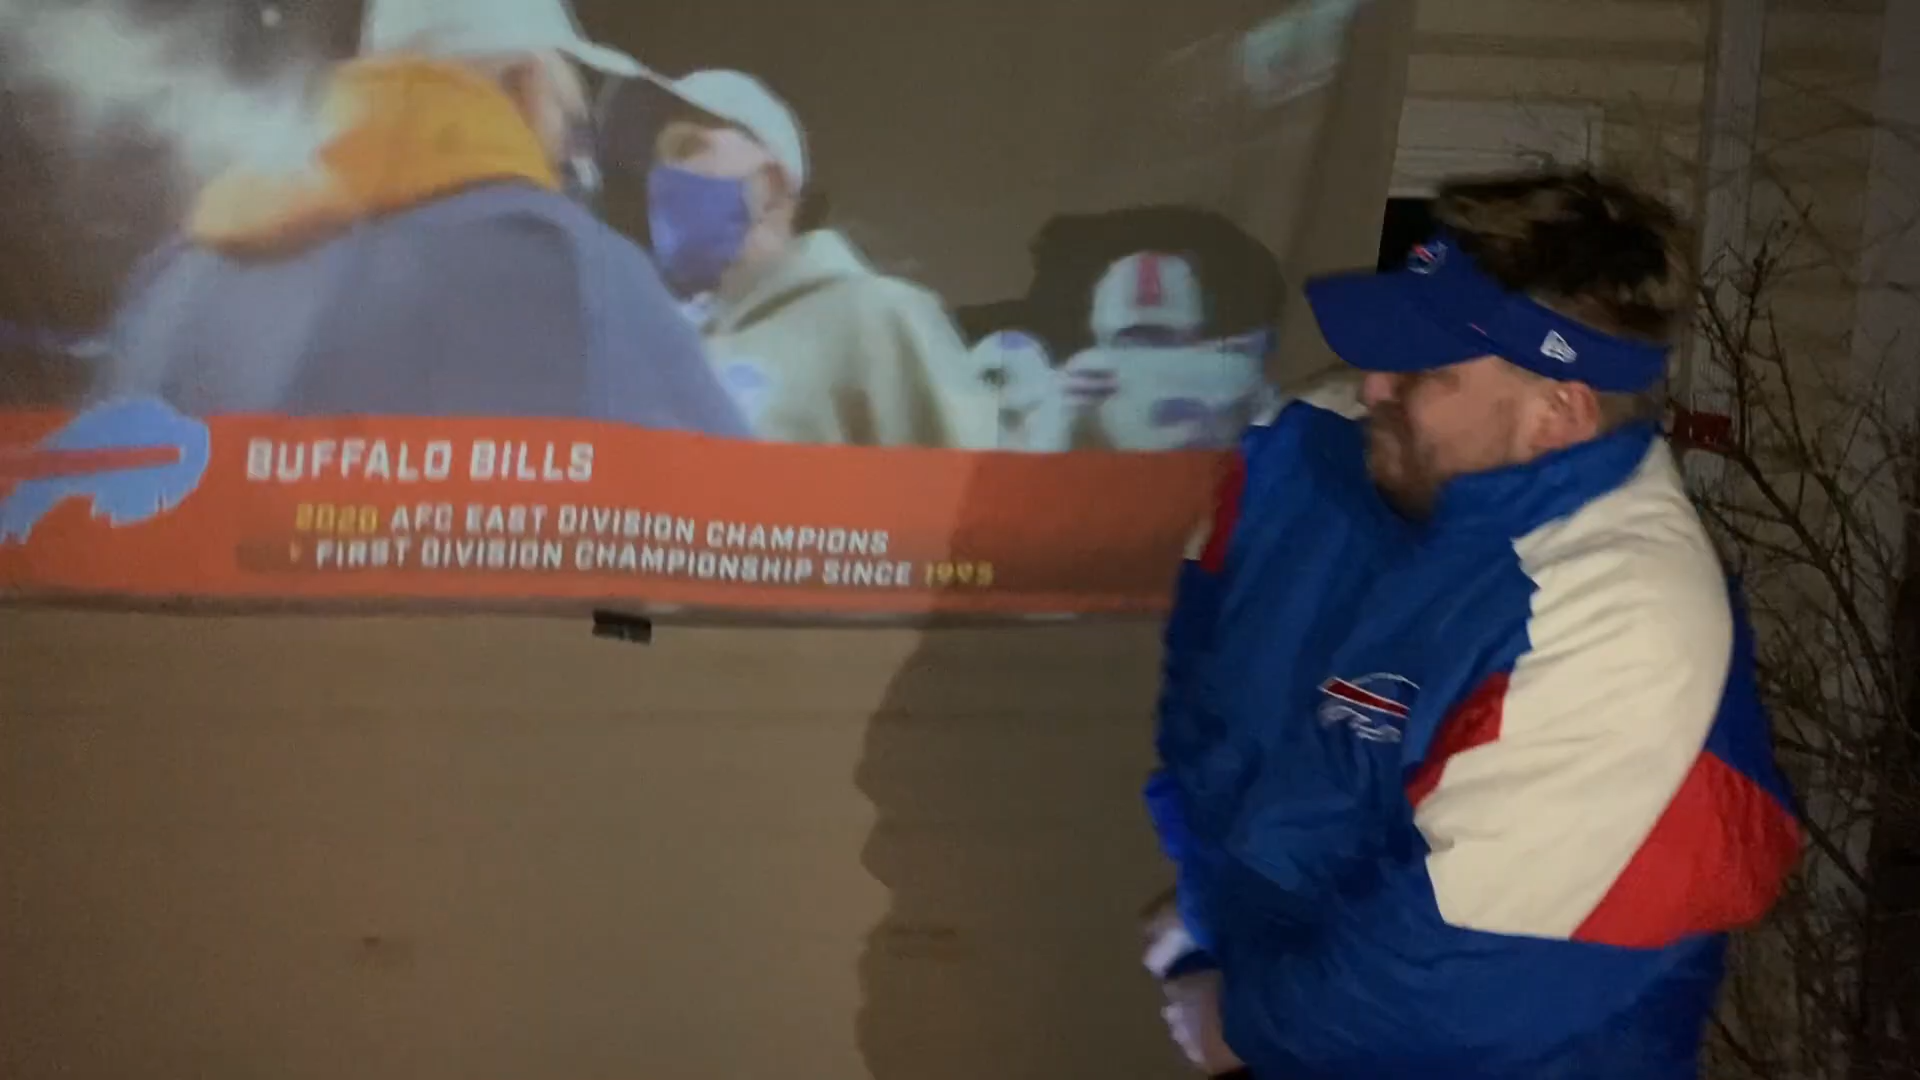 BUFFALO BILLS
2020 AFC EAST DIVISION CHAMPIONS
FIRST DIVISION CHAMPIONSHIP SINCE 1995